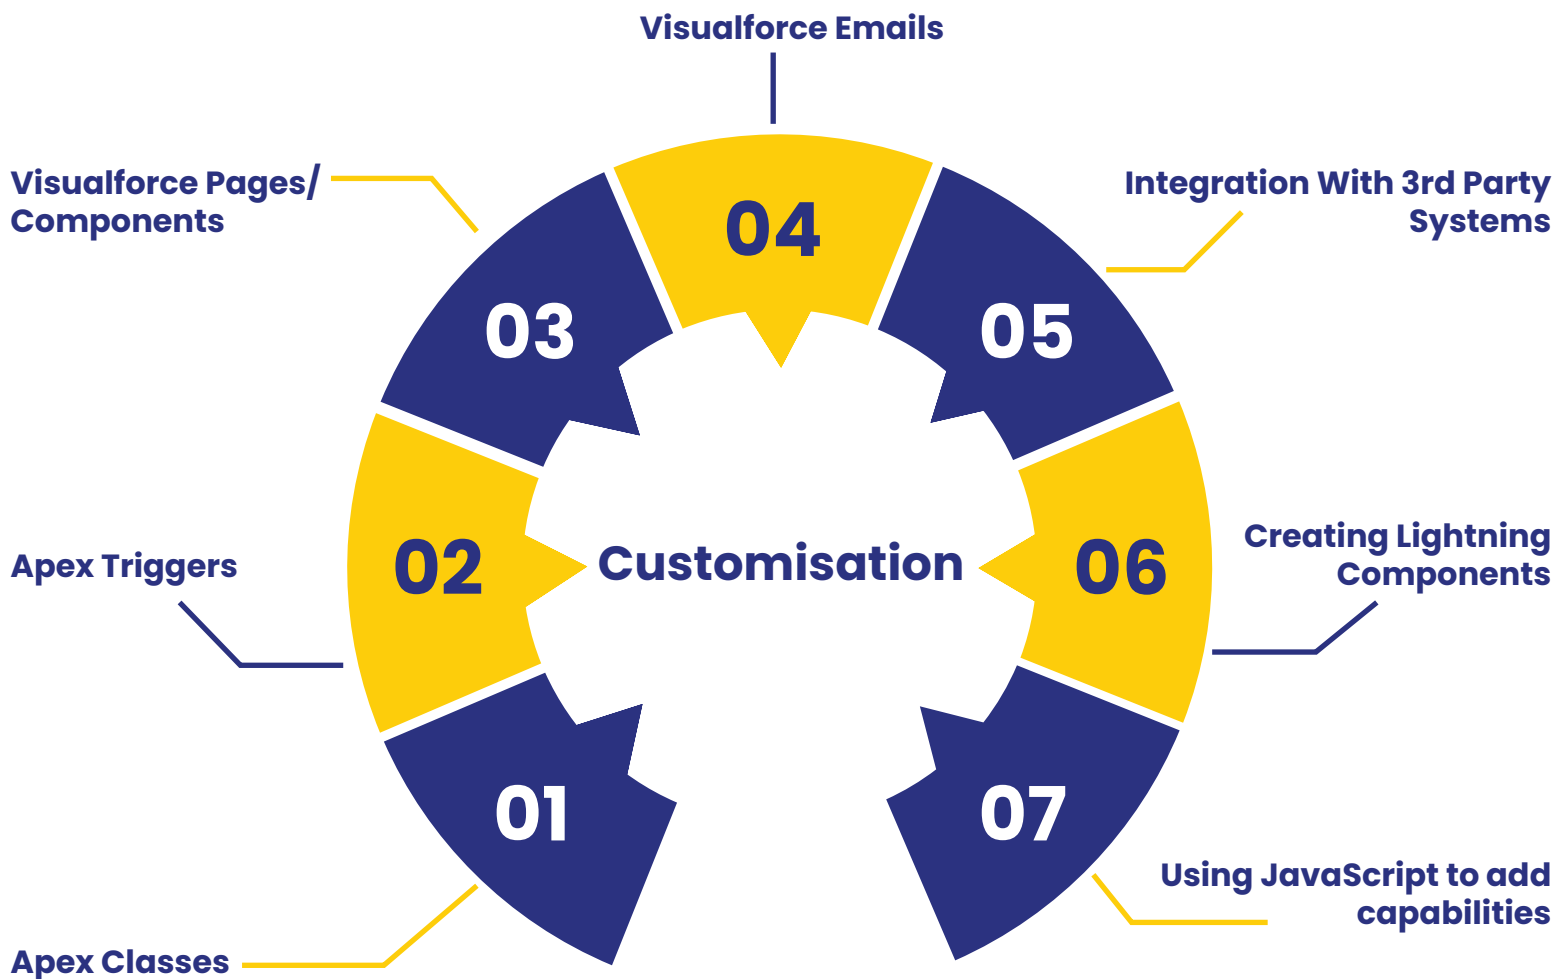 Visualforce Emails
Visualforce Pages/
Components
Integration With 3rd Party
Systems
04
03
05
Customisation
Apex Triggers
02
06
Creating Lightning
Components
01
07
Using JavaScript to add
capabilities
Apex Classes